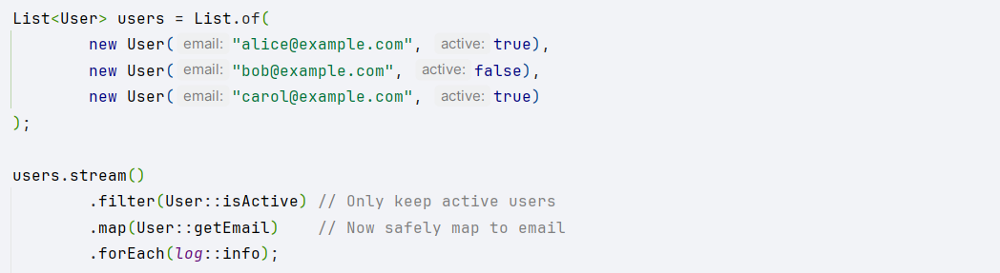 List<User> users = List.of(
        new User( email: "alice@example.com",  active: true),
        new User( email: "bob@example.com",  active: false),
        new User( email: "carol@example.com",  active: true)
);

users.stream()
        .filter(User::isActive) // Only keep active users
        .map(User::getEmail)    // Now safely map to email
        .forEach(log::info);